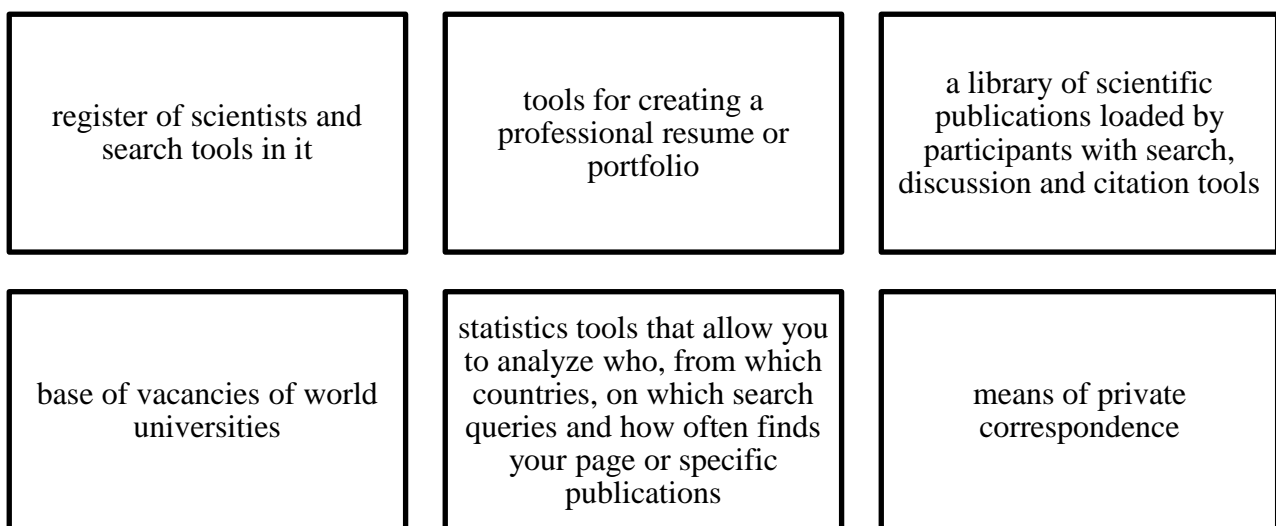 register of scientists and
search tools in it
tools for creating a
professional resume or
portfolio
a library of scientific
publications loaded by
participants with search,
discussion and citation tools
base of vacancies of world
universities
statistics tools that allow you
to analyze who, from which
countries, on which search
queries and how often finds
your page or specific
publications
means of private
correspondence